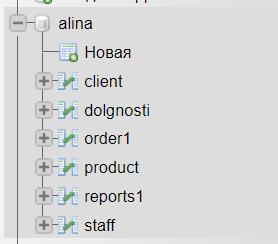 alina
Новая
client
dolgnosti
order1
product
reports1
staff